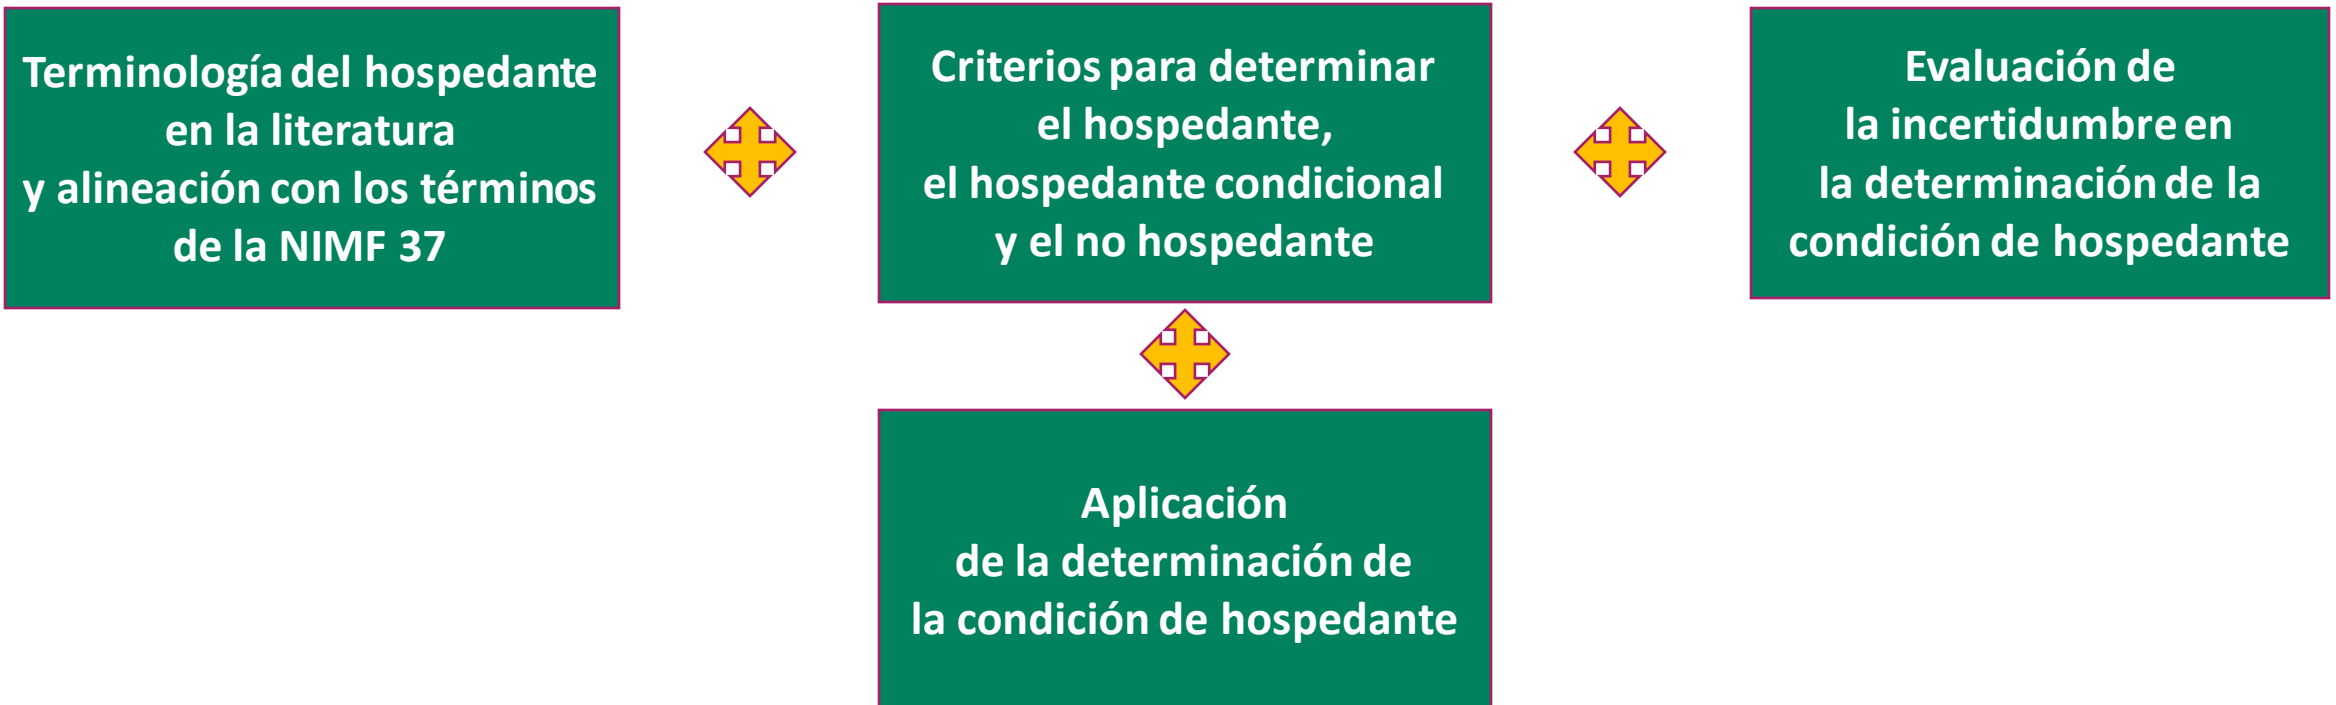 Terminología del hospedante
en la literatura
y alineación con los términos
de la NIMF 37
Criterios para determinar
el hospedante,
el hospedante condicional
y el no hospedante
Evaluación de
la incertidumbre en
la determinación de la
condición de hospedante
Aplicación
de la determinación de
la condición de hospedante